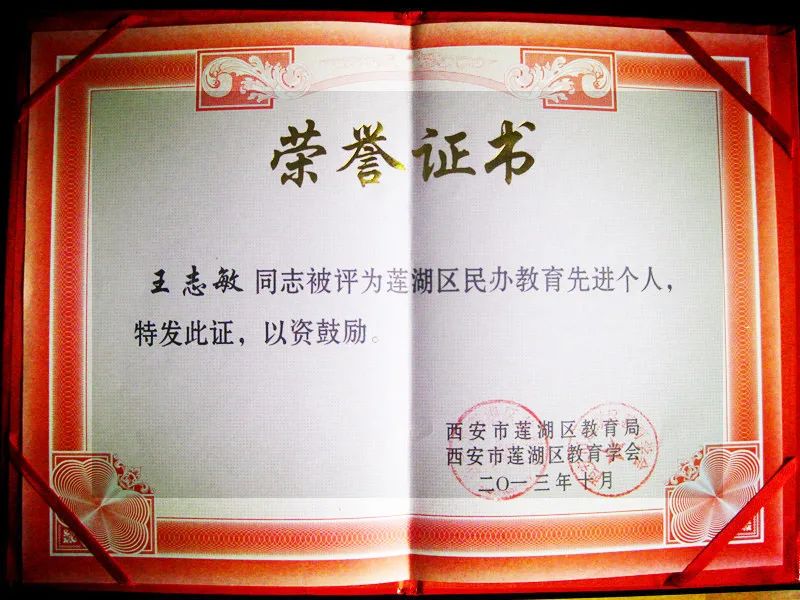 荣誉证书
王志敏 同志被评为莲湖区民办教育先进个人，
特发此证，以资鼓励。
西安市莲湖区教育局
西安市莲湖区教育学会
二〇一三年十月